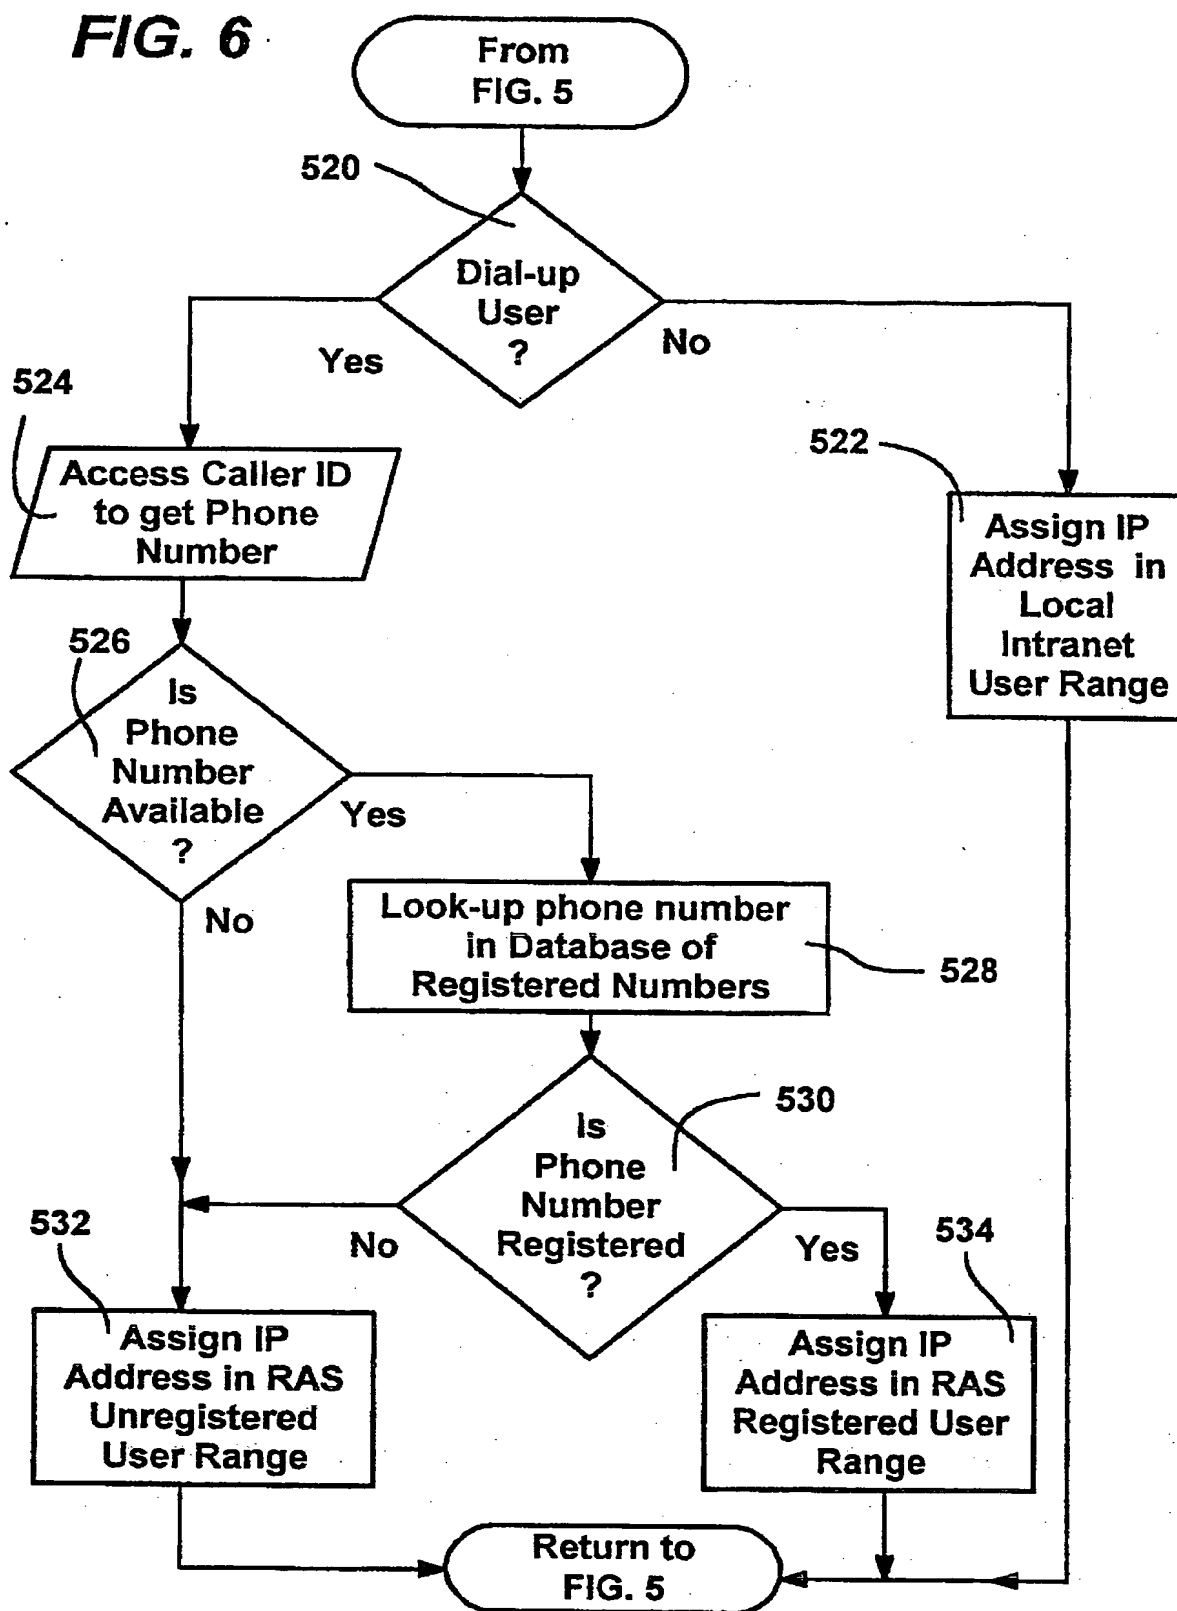 FIG. 6
From
FIG. 5
520
Dial-up
User
?
Yes
No
524
Access Caller ID
to get Phone
Number
522
Assign IP
Address in
Local
Intranet
User Range
526
Is
Phone
Number
Available
?
Yes
No
Look-up phone number
in Database of
Registered Numbers
528
Is
Phone
Number
Registered
?
530
No
Yes
532
Assign IP
Address in RAS
Unregistered
User Range
534
Assign IP
Address in RAS
Registered User
Range
Return to
FIG. 5